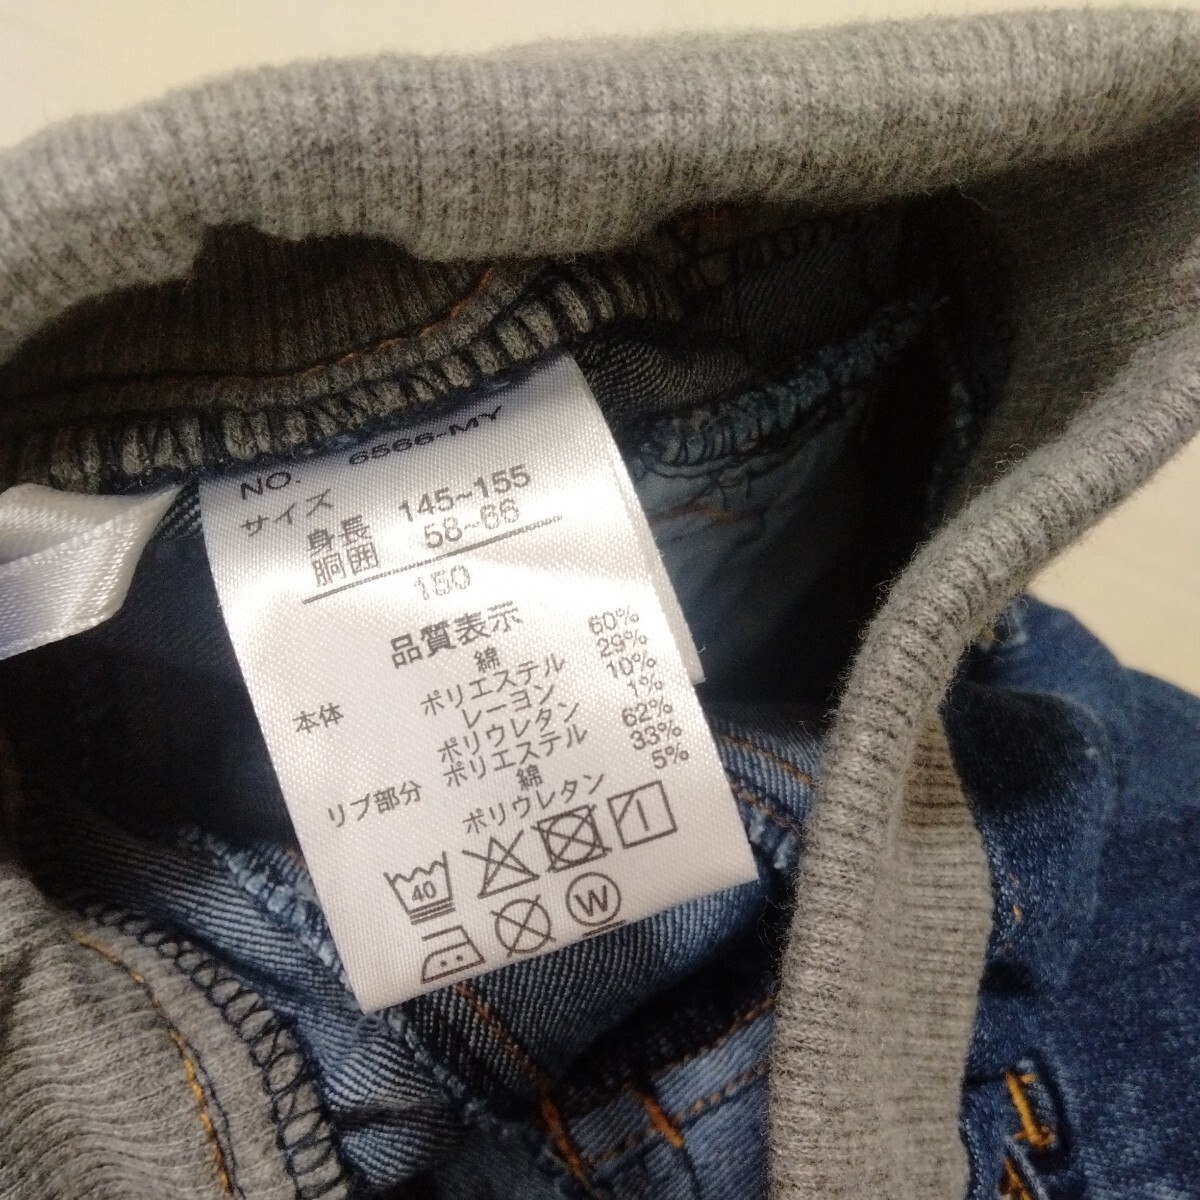 NO. 6566-MY
サイズ
身長 145~155
胴囲 58~66
150
品質表示
本体 綿 60%
ポリエステル 29%
レーヨン 10%
ポリウレタン 1%
リブ部分 ポリエステル 62%
綿 33%
ポリウレタン 5%
40
W